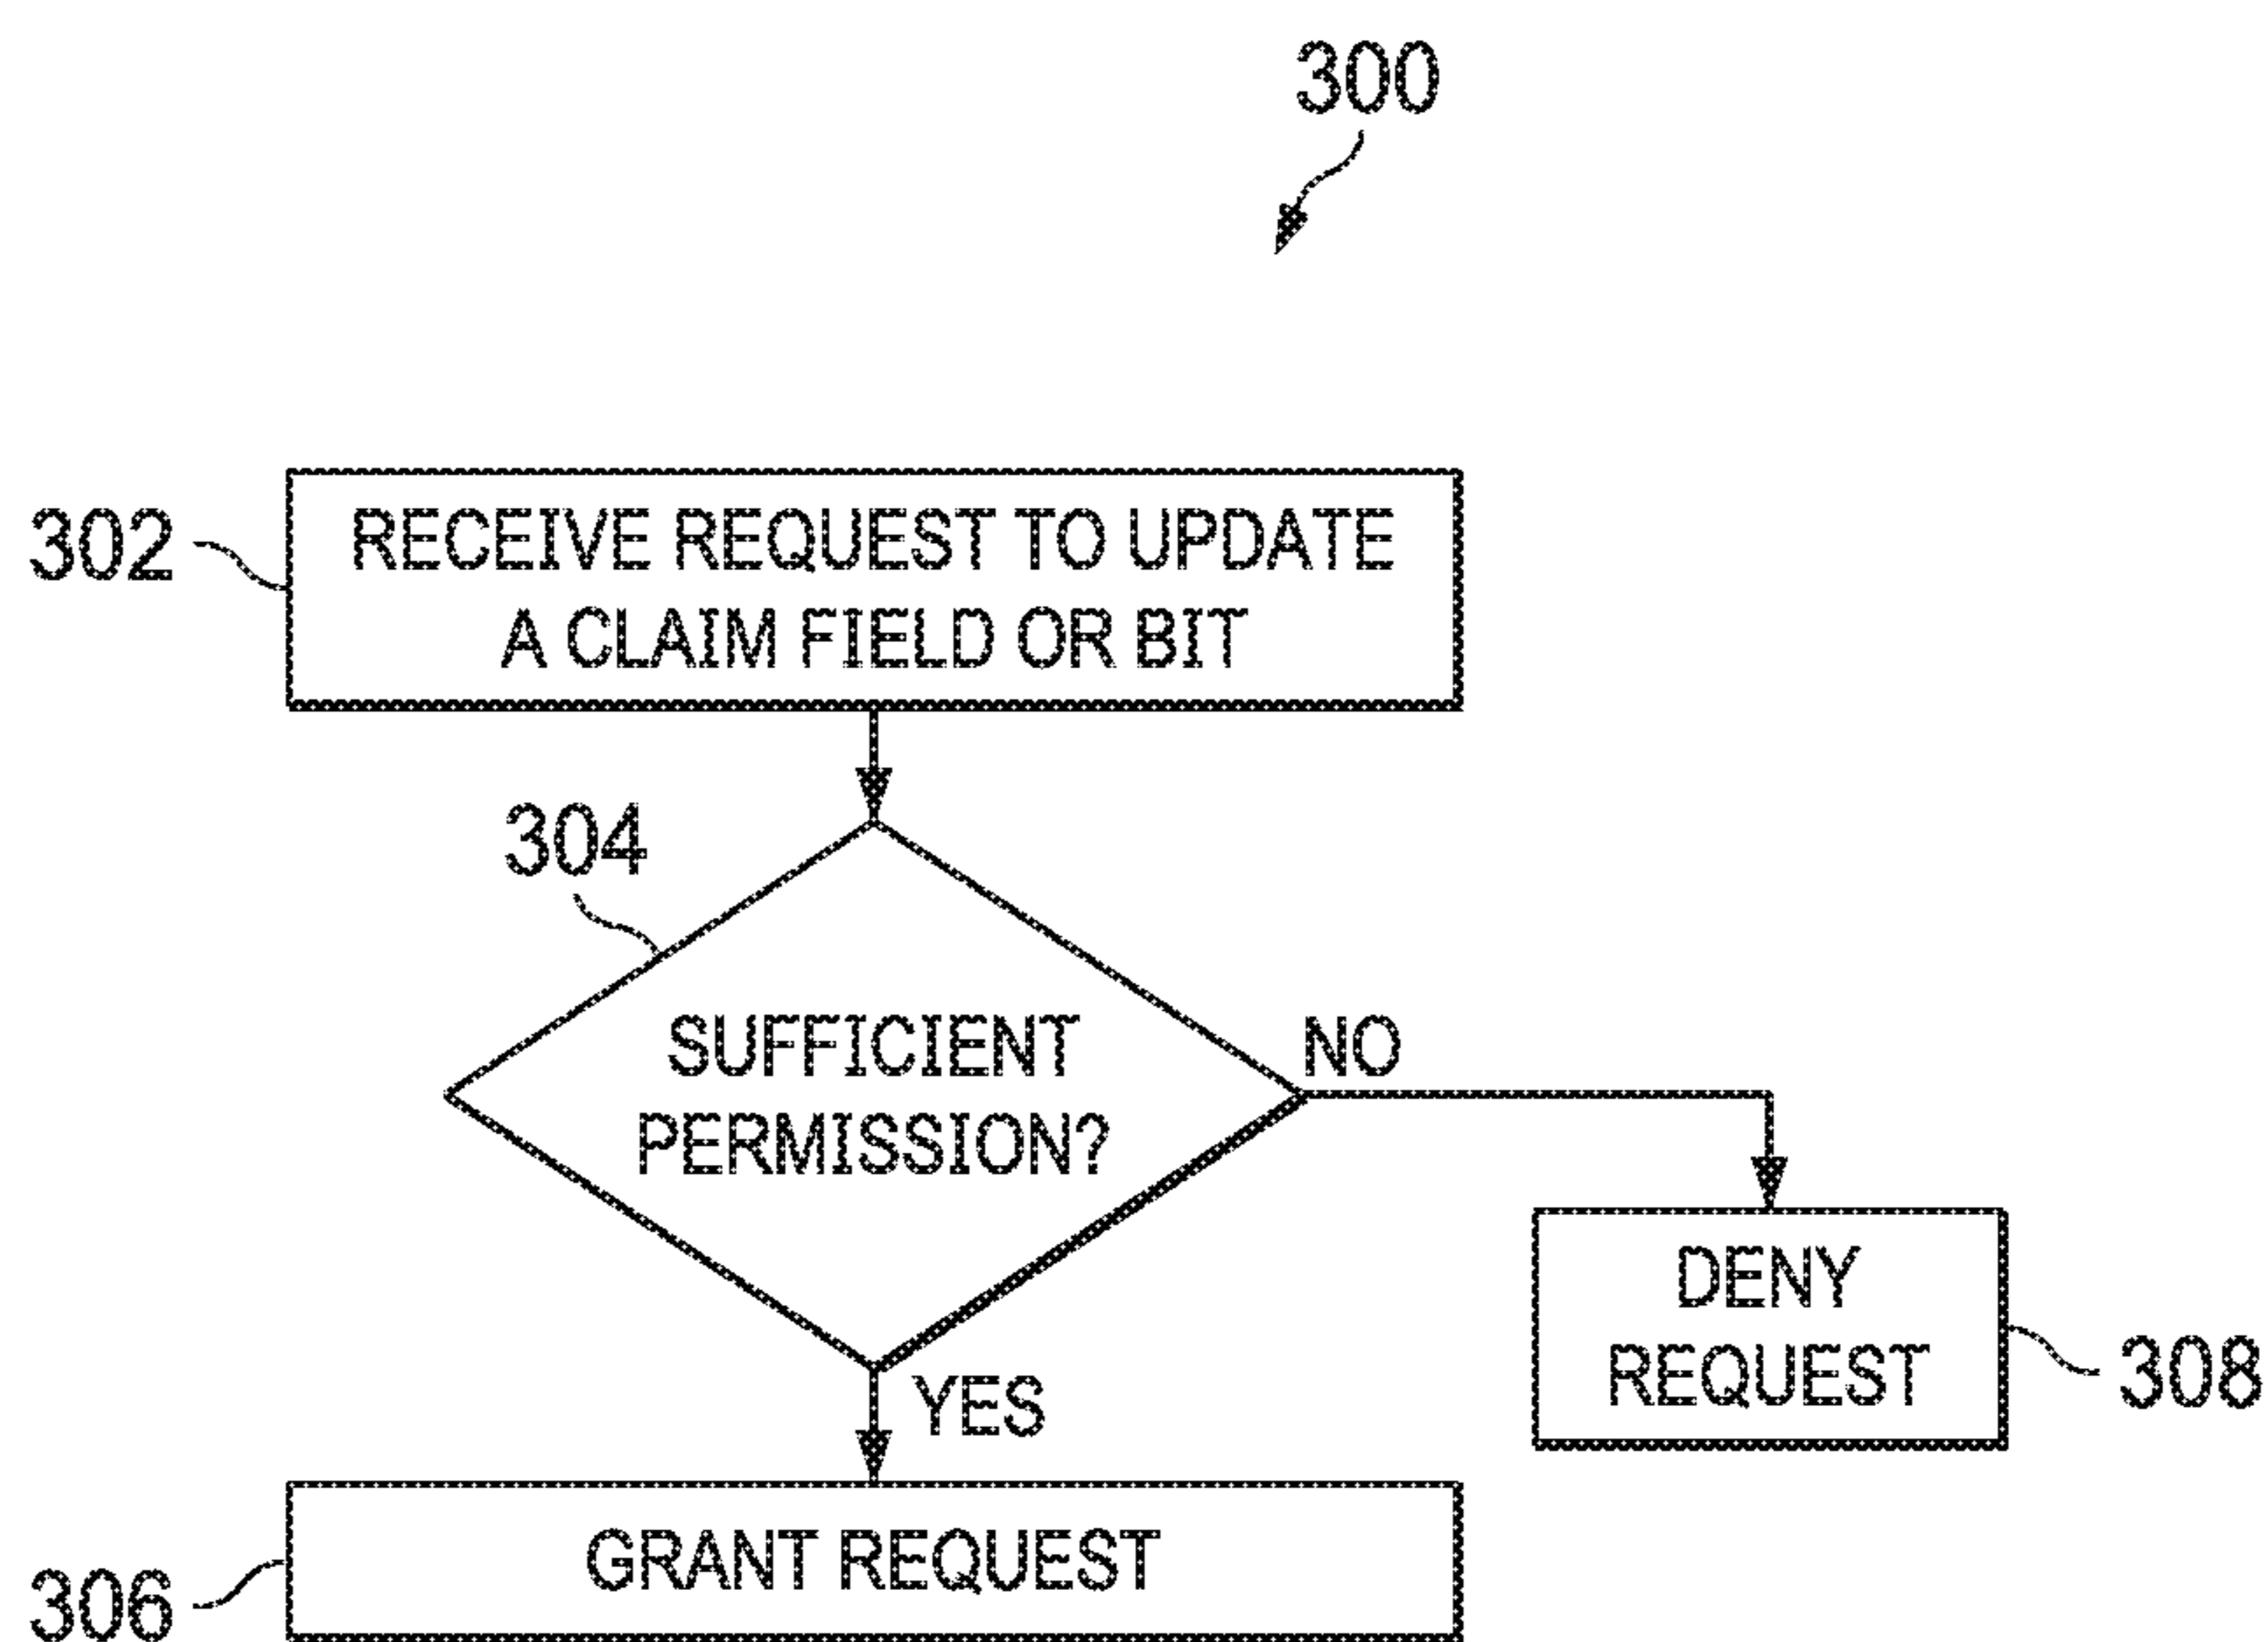 300
302
RECEIVE REQUEST TO UPDATE
A CLAIM FIELD OR BIT
304
SUFFICIENT
PERMISSION?
NO
DENY
REQUEST
308
YES
306
GRANT REQUEST